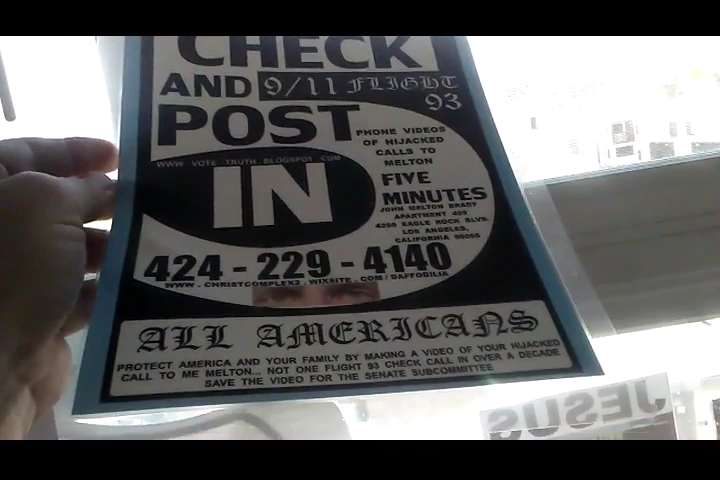 CHECK
AND 9/11 FLIGHT
93
POST
PHONE VIDEOS
OF HIJACKED
CALLS TO
MELTON
WWW . VOTE _ TRUTH . BLOGSPOT . COM
IN
FIVE
MINUTES
JOHN MELTON BRADY
APARTMENT 409
4260 EAGLE ROCK BLVD.
LOS ANGELES,
CALIFORNIA
424 - 229 - 4140
WWW . CHRISTCOMPLEX2 . WIXSITE . COM / DAFFODILIA
ALL AMERICANS
PROTECT AMERICA AND YOUR FAMILY BY MAKING A VIDEO OF YOUR HIJACKED
CALL TO ME MELTON... NOT ONE FLIGHT 93 CHECK CALL IN OVER A DECADE
SAVE THE VIDEO FOR THE SENATE SUBCOMMITTEE
JESUS